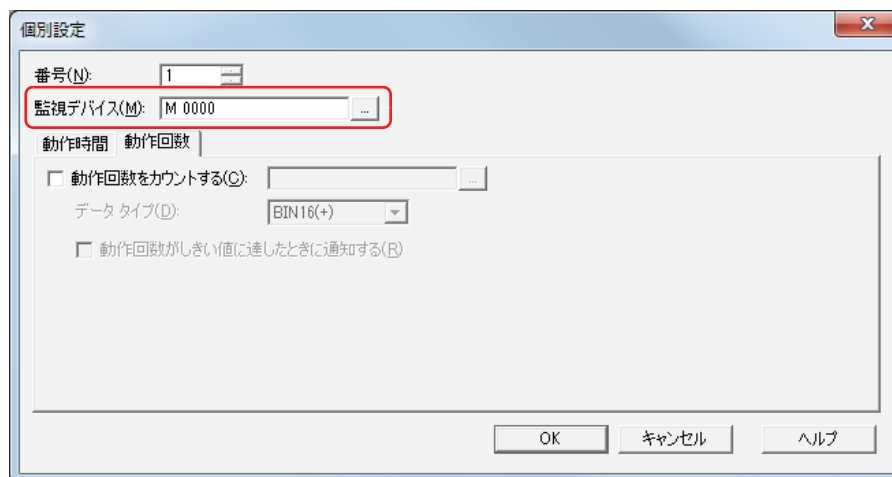 個別設定
番号(N): 1
監視デバイス(M): M 0000 ...
動作時間 動作回数
動作回数をカウントする(C): ...
データ タイプ(D): BIN16(+)
動作回数がしきい値に達したときに通知する(R)
OK キャンセル ヘルプ